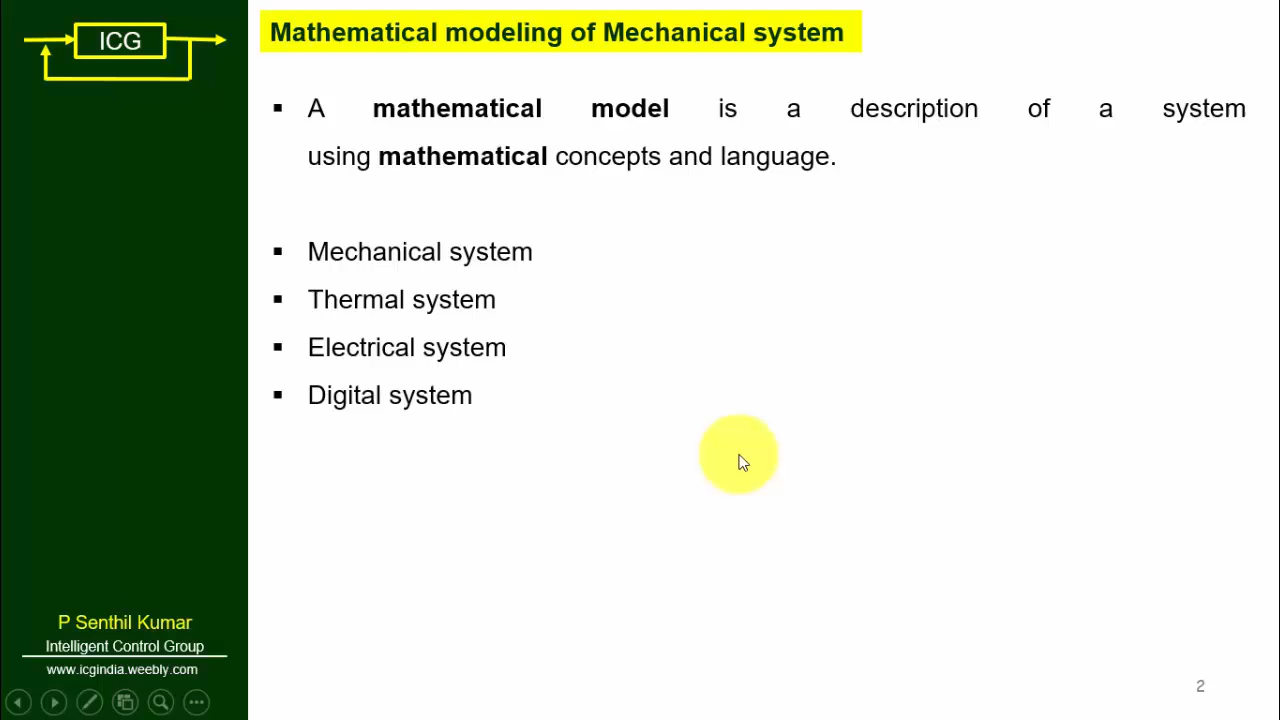 ICG
Mathematical modeling of Mechanical system
▪ A mathematical model is a description of a system
using mathematical concepts and language.
▪ Mechanical system
▪ Thermal system
▪ Electrical system
▪ Digital system
P Senthil Kumar
Intelligent Control Group
www.icgindia.weebly.com
2